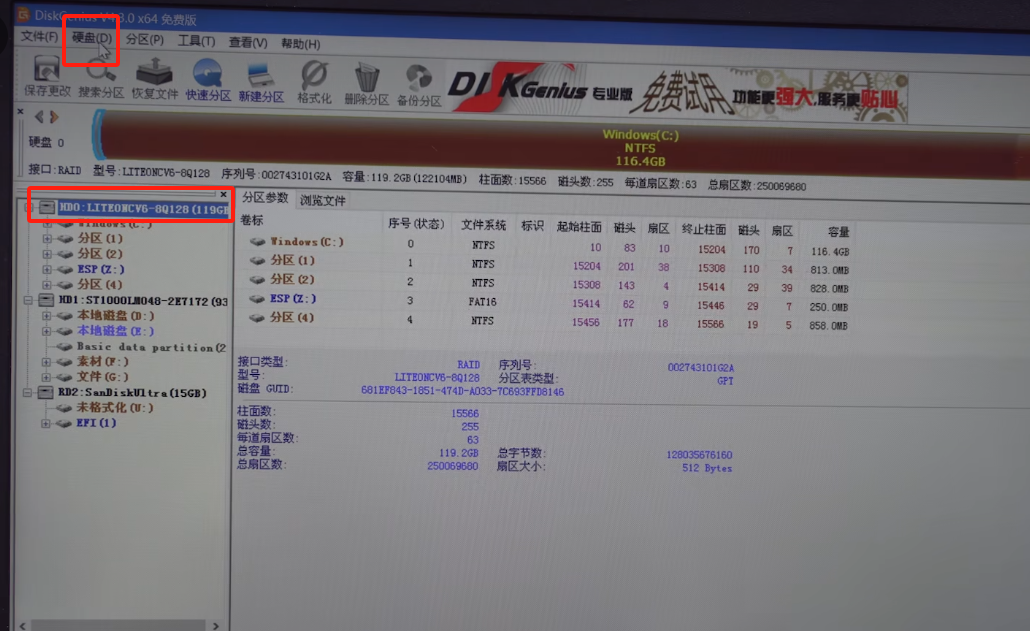 DiskGenius V4.3.0 x64 免费版
文件(F) 硬盘(D) 分区(P) 工具(T) 查看(V) 帮助(H)
保存更改 搜索分区 恢复文件 快速分区 新建分区 格式化 删除分区 备份分区
DISKGenius 专业版 免费试用 功能更强大,服务更贴心
硬盘 0
Windows(C:)
NTFS
116.4GB
接口:RAID 型号:LITEONCV6-8Q128 序列号:002743101G2A 容量:119.2GB(122104MB) 柱面数:15566 磁头数:255 每道扇区数:63 总扇区数:250069680
HD0:LITEONCV6-8Q128(119GB
Windows(C:)
分区(1)
分区(2)
ESP(Z:)
分区(4)
HD1:ST1000LM048-2E7172(93
本地磁盘(D:)
本地磁盘(E:)
Basic data partition(2
素材(F:)
文件(G:)
RD2:SanDiskUltra(15GB)
未格式化(U:)
EFI(1)
分区参数 浏览文件
卷标 序号(状态) 文件系统 标识 起始柱面 磁头 扇区 终止柱面 磁头 扇区 容量
Windows(C:) 0 NTFS 10 83 10 15204 170 7 116.4GB
分区(1) 1 NTFS 15204 201 38 15308 110 34 813.0MB
分区(2) 2 NTFS 15308 143 4 15414 29 39 828.0MB
ESP(Z:) 3 FAT16 15414 62 9 15446 29 7 250.0MB
分区(4) 4 NTFS 15456 177 18 15566 19 5 858.0MB
接口类型: RAID 序列号: 002743101G2A
型号: LITEONCV6-8Q128 分区表类型: GPT
磁盘 GUID: 681EF843-1851-474D-A033-7C693FFD8146
柱面数: 15566
磁头数: 255
每道扇区数: 63
总容量: 119.2GB 总字节数: 128035676160
总扇区数: 250069680 扇区大小: 512 Bytes